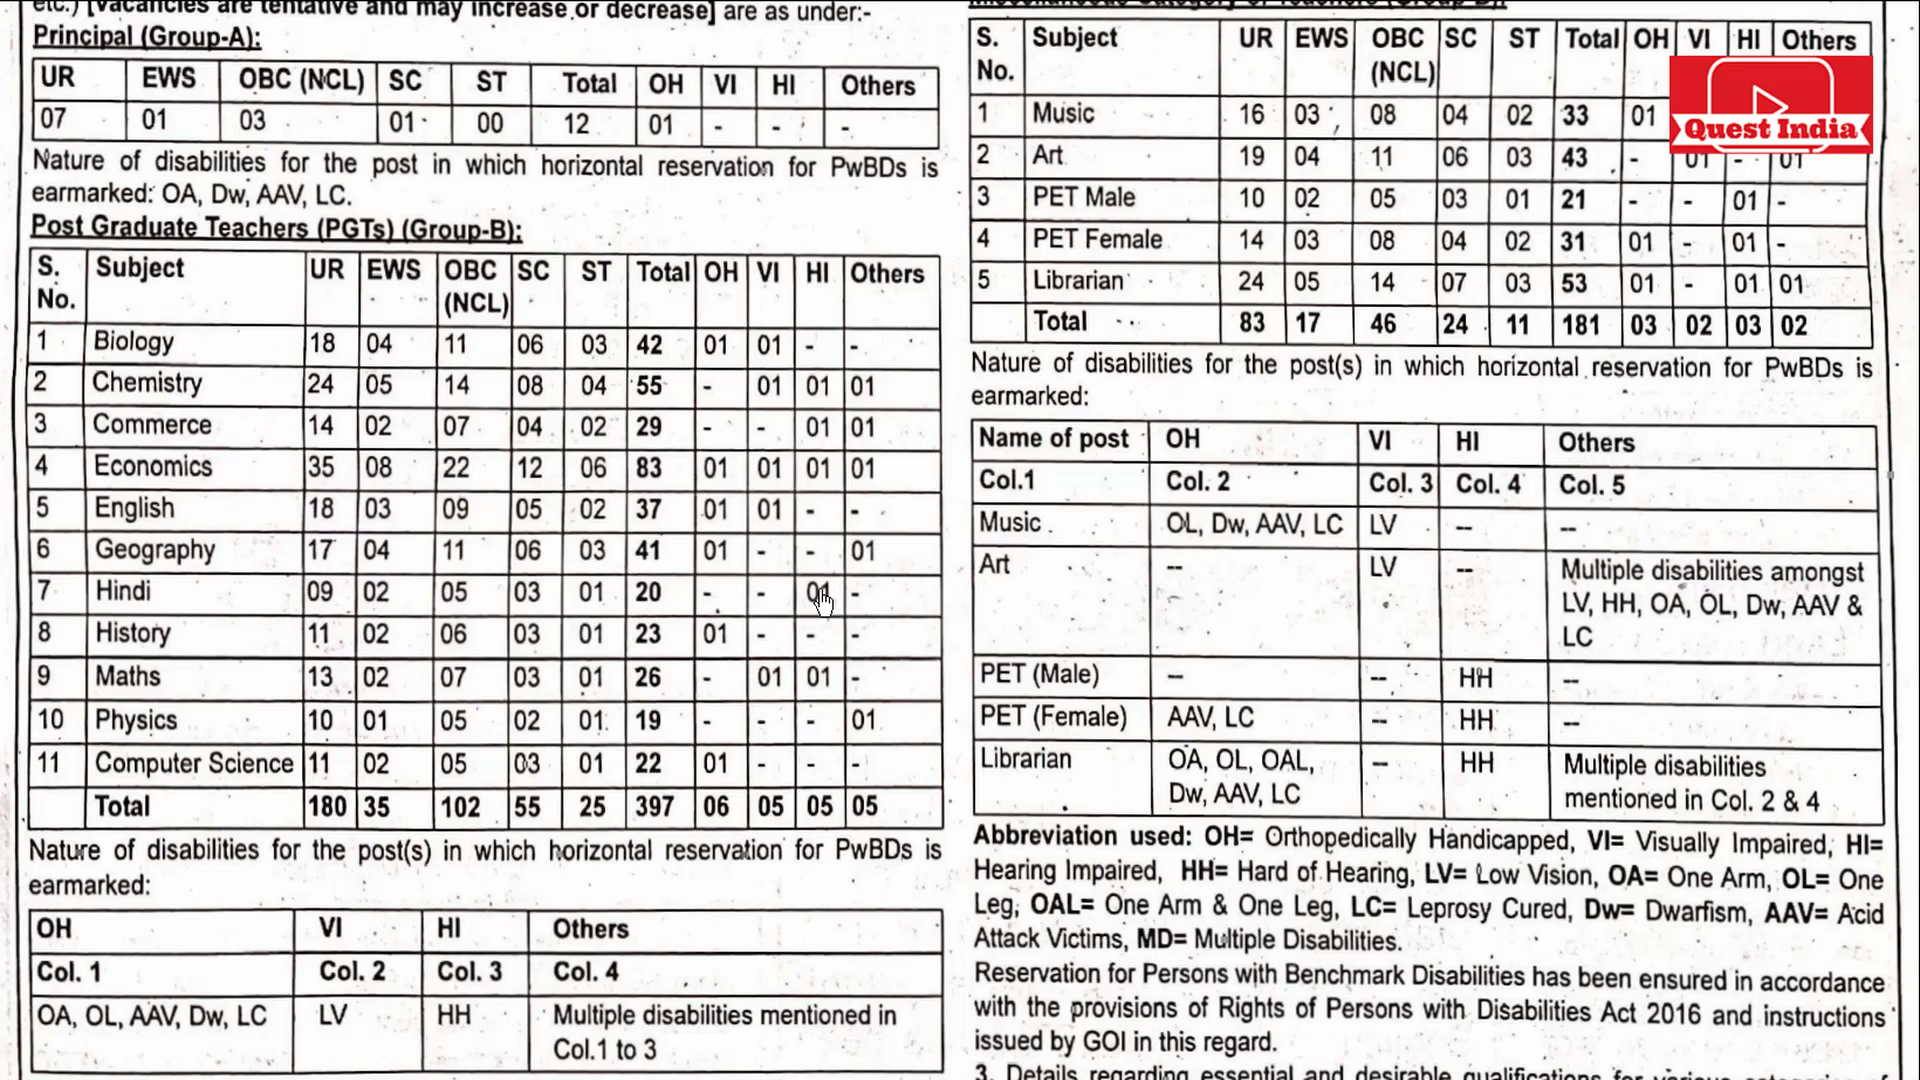 etc.) [Vacancies are tentative and may increase or decrease] are as under:-
Principal (Group-A):
UR EWS OBC (NCL) SC ST Total OH VI HI Others
07 01 03 01 00 12 01 - - -
Nature of disabilities for the post in which horizontal reservation for PwBDs is
earmarked: OA, Dw, AAV, LC.
Post Graduate Teachers (PGTs) (Group-B):
S. Subject UR EWS OBC SC ST Total OH VI HI Others
No. (NCL)
1 Biology 18 04 11 06 03 42 01 01 - -
2 Chemistry 24 05 14 08 04 55 - 01 01 01
3 Commerce 14 02 07 04 02 29 - - 01 01
4 Economics 35 08 22 12 06 83 01 01 01 01
5 English 18 03 09 05 02 37 01 01 - -
6 Geography 17 04 11 06 03 41 01 - - 01
7 Hindi 09 02 05 03 01 20 - - 01 -
8 History 11 02 06 03 01 23 01 - - -
9 Maths 13 02 07 03 01 26 - 01 01 -
10 Physics 10 01 05 02 01 19 - - - 01
11 Computer Science 11 02 05 03 01 22 01 - - -
Total 180 35 102 55 25 397 06 05 05 05
Nature of disabilities for the post(s) in which horizontal reservation for PwBDs is
earmarked:
OH VI HI Others
Col. 1 Col. 2 Col. 3 Col. 4
OA, OL, AAV, Dw, LC LV HH Multiple disabilities mentioned in
Col.1 to 3
S. Subject UR EWS OBC SC ST Total OH VI HI Others
No. (NCL)
1 Music 16 03 08 04 02 33 01
2 Art 19 04 11 06 03 43 - 01 - 01
3 PET Male 10 02 05 03 01 21 - - 01 -
4 PET Female 14 03 08 04 02 31 01 - 01 -
5 Librarian 24 05 14 07 03 53 01 - 01 01
Total 83 17 46 24 11 181 03 02 03 02
Quest India
Nature of disabilities for the post(s) in which horizontal reservation for PwBDs is
earmarked:
Name of post OH VI HI Others
Col.1 Col. 2 Col. 3 Col. 4 Col. 5
Music OL, Dw, AAV, LC LV -- --
Art -- LV -- Multiple disabilities amongst
LV, HH, OA, OL, Dw, AAV &
LC
PET (Male) -- -- HH --
PET (Female) AAV, LC -- HH --
Librarian OA, OL, OAL, -- HH Multiple disabilities
Dw, AAV, LC mentioned in Col. 2 & 4
Abbreviation used: OH= Orthopedically Handicapped, VI= Visually Impaired, HI=
Hearing Impaired, HH= Hard of Hearing, LV= Low Vision, OA= One Arm, OL= One
Leg, OAL= One Arm & One Leg, LC= Leprosy Cured, Dw= Dwarfism, AAV= Acid
Attack Victims, MD= Multiple Disabilities.
Reservation for Persons with Benchmark Disabilities has been ensured in accordance
with the provisions of Rights of Persons with Disabilities Act 2016 and instructions
issued by GOI in this regard.
3. Details regarding essential and desirable qualifications for various categories of